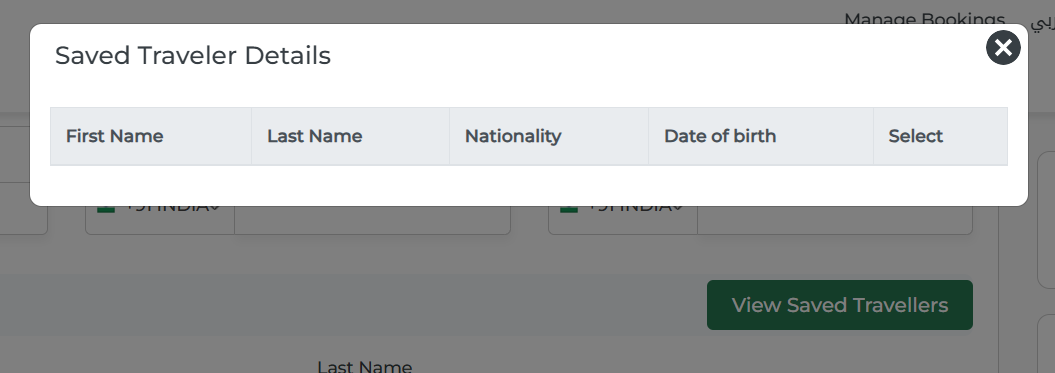 Manage Bookings
Saved Traveler Details
First Name Last Name Nationality Date of birth Select
View Saved Travellers
Last Name